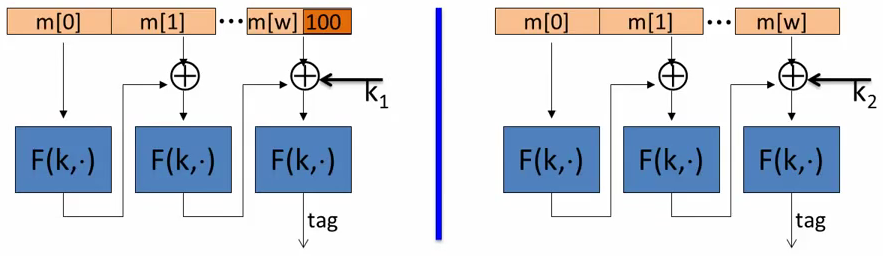 m[0] m[1] ••• m[w] 100
k₁
F(k,·) F(k,·) F(k,·)
tag
m[0] m[1] ••• m[w]
k₂
F(k,·) F(k,·) F(k,·)
tag